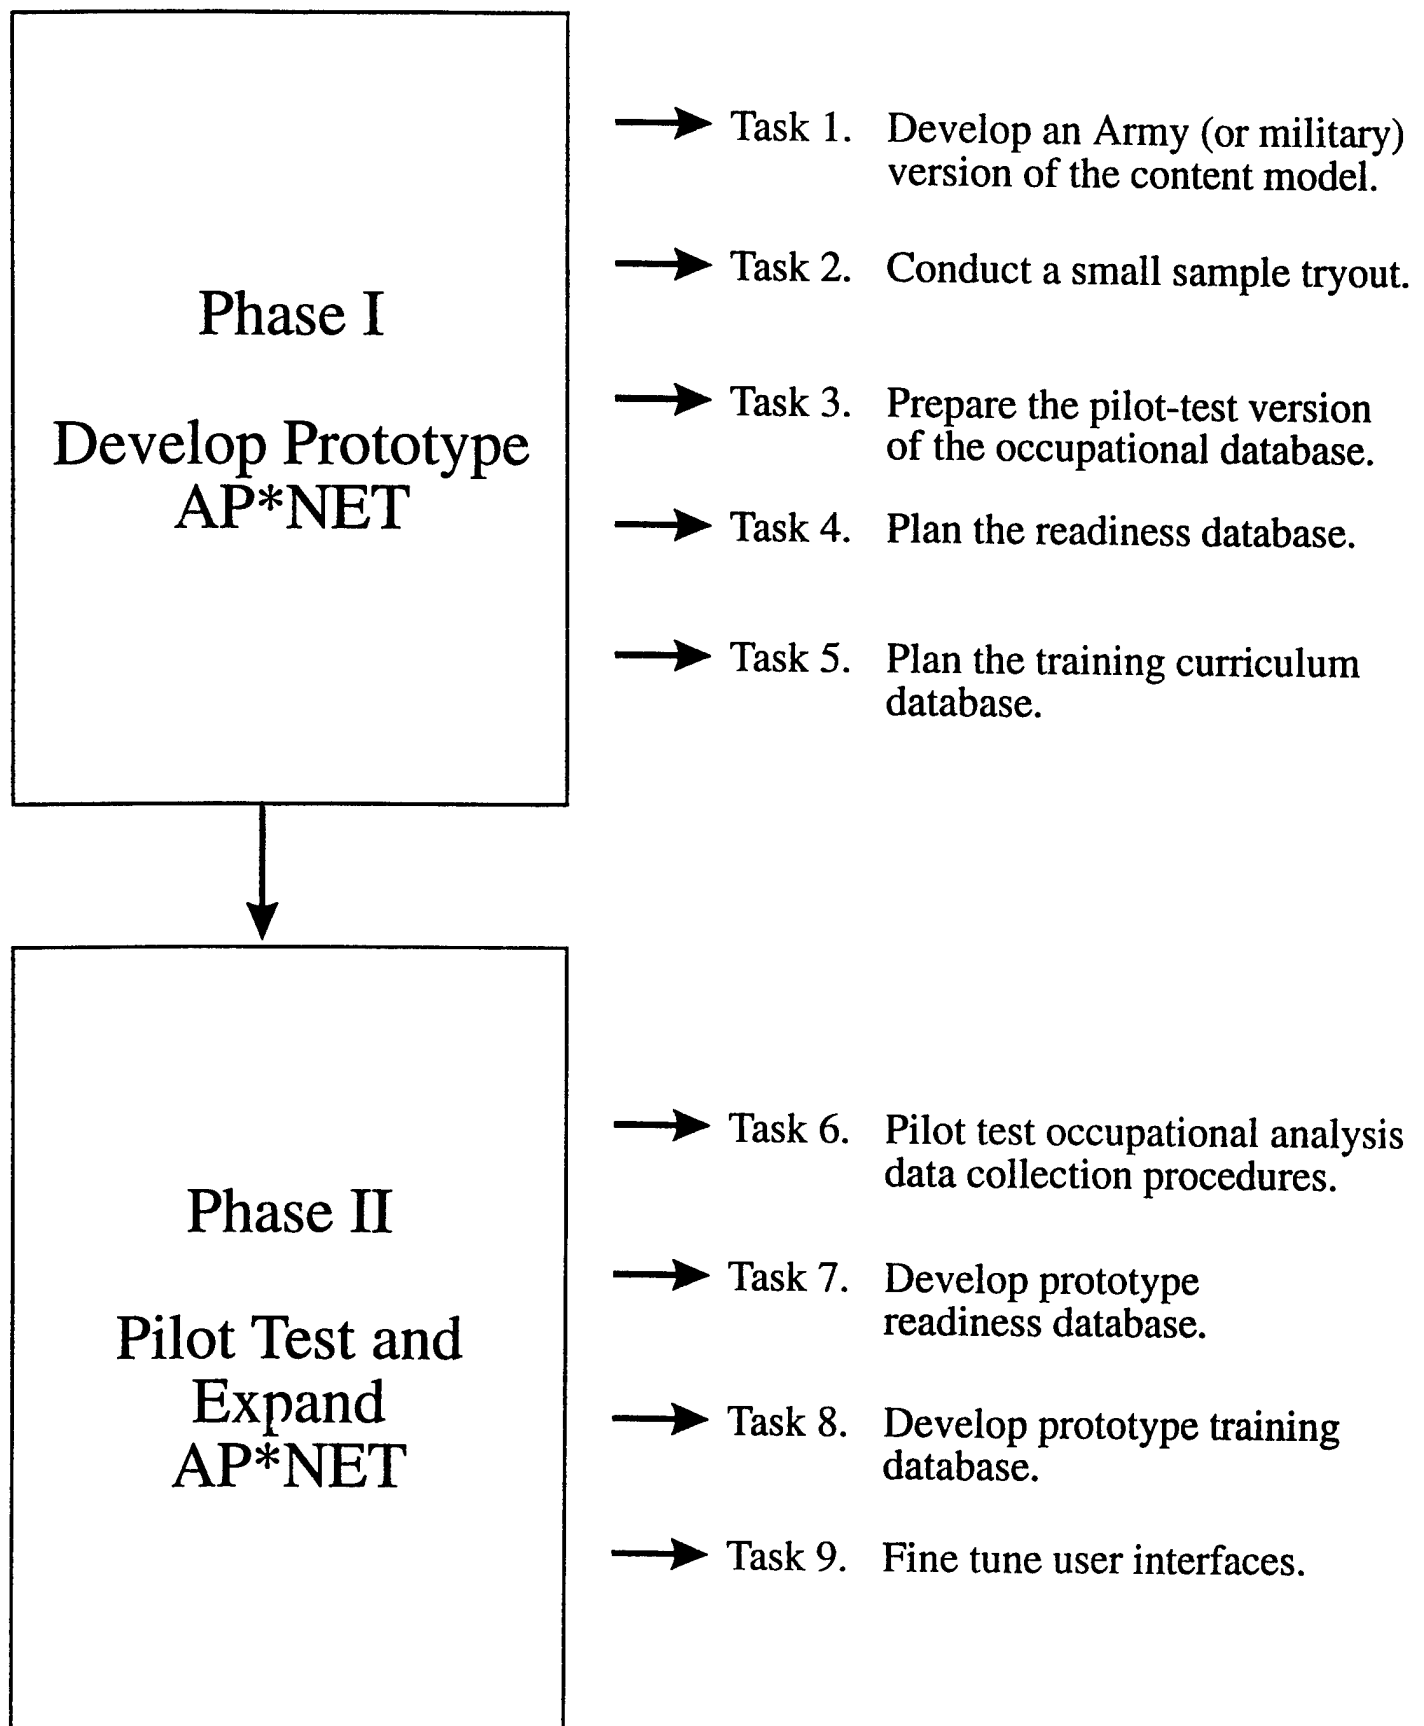 Phase I
Develop Prototype
AP*NET
Task 1. Develop an Army (or military)
version of the content model.
Task 2. Conduct a small sample tryout.
Task 3. Prepare the pilot-test version
of the occupational database.
Task 4. Plan the readiness database.
Task 5. Plan the training curriculum
database.
Phase II
Pilot Test and
Expand
AP*NET
Task 6. Pilot test occupational analysis
data collection procedures.
Task 7. Develop prototype
readiness database.
Task 8. Develop prototype training
database.
Task 9. Fine tune user interfaces.